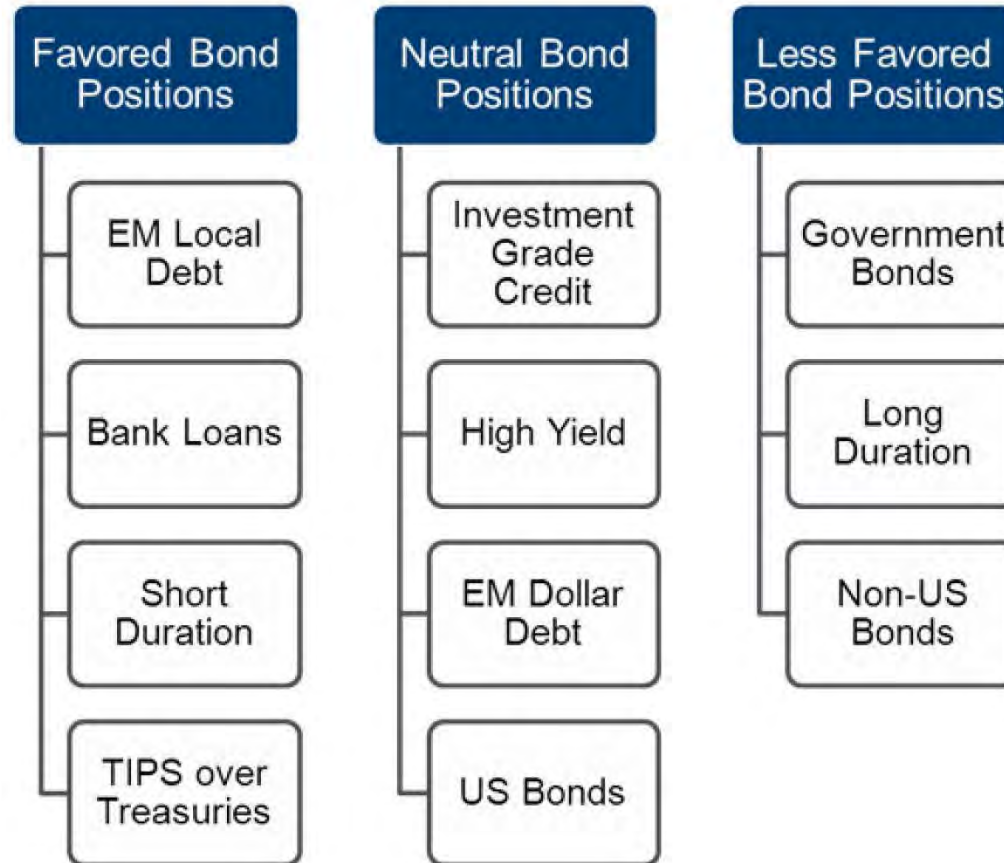 Favored Bond
Positions
EM Local
Debt
Bank Loans
Short
Duration
TIPS over
Treasuries
Neutral Bond
Positions
Investment
Grade
Credit
High Yield
EM Dollar
Debt
US Bonds
Less Favored
Bond Positions
Government
Bonds
Long
Duration
Non-US
Bonds